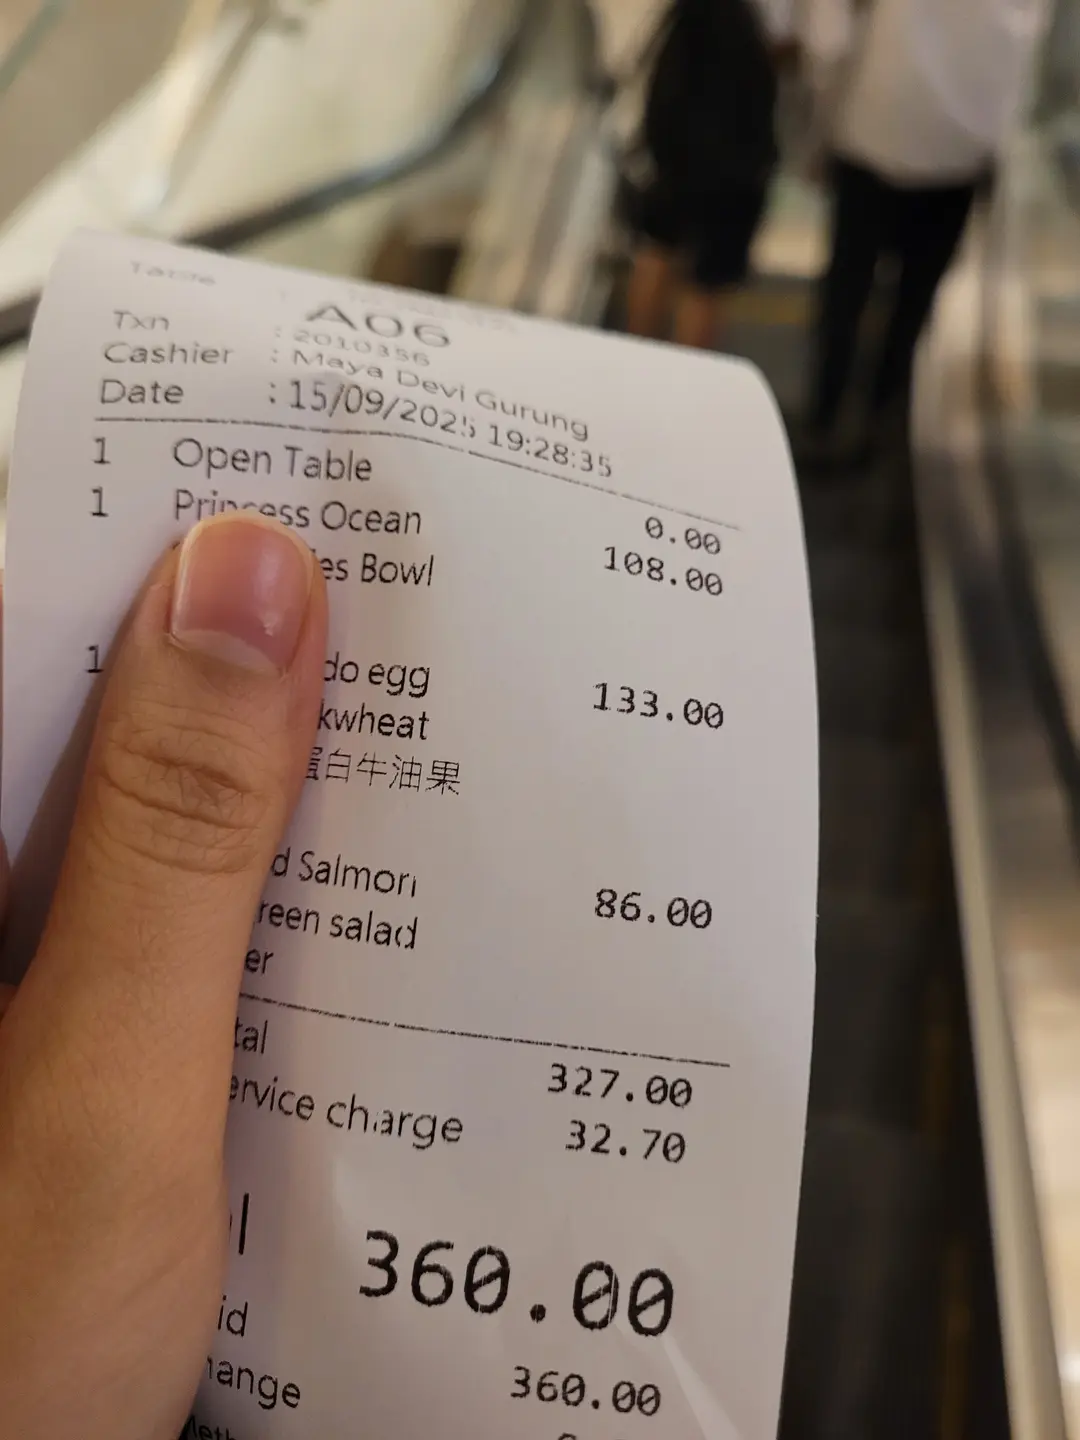 Table
A06
Txn : 2010356
Cashier : Maya Devi Gurung
Date : 15/09/2025 19:28:35
1 Open Table 0.00
1 Princess Ocean 108.00
es Bowl
1 do egg 133.00
kwheat
蛋白牛油果
d Salmon 86.00
reen salad
er
tal 327.00
ervice charge 32.70
l 360.00
id 360.00
hange